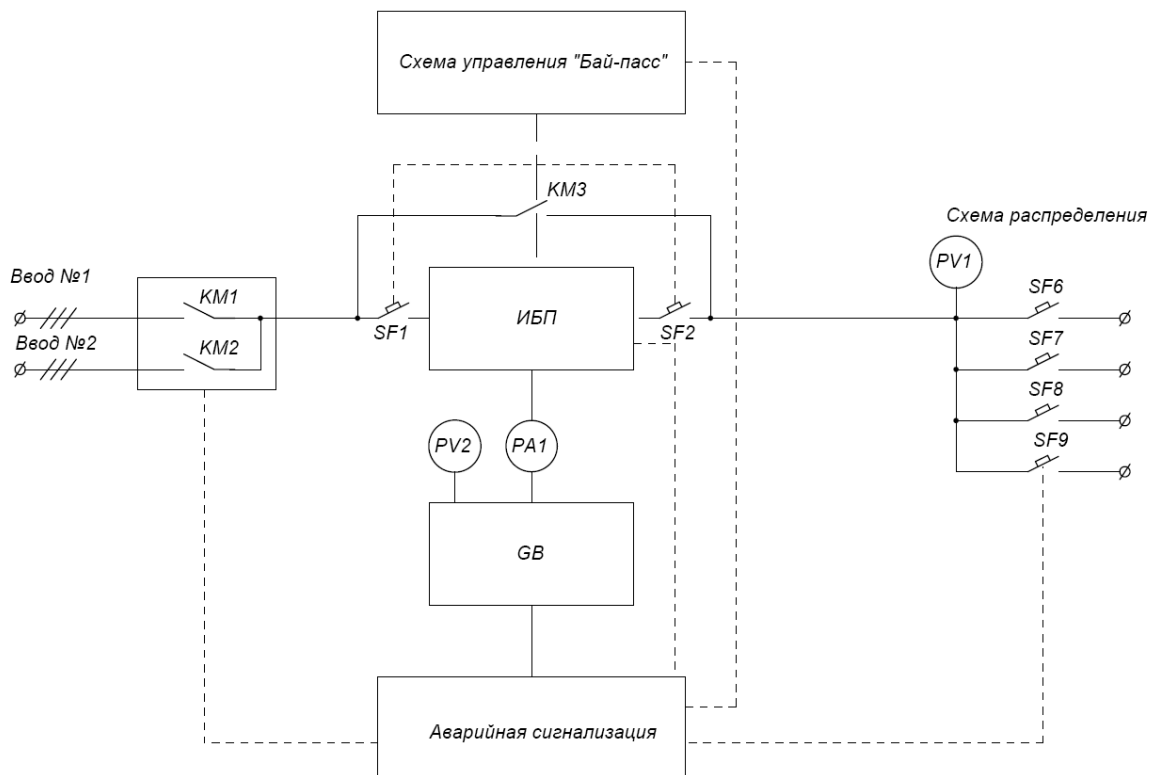 Схема управления "Бай-пасс"
KM3
Схема распределения
PV1
Ввод №1
KM1
SF6
SF1
ИБП
SF2
Ввод №2
KM2
SF7
SF8
PV2
PA1
SF9
GB
Аварийная сигнализация